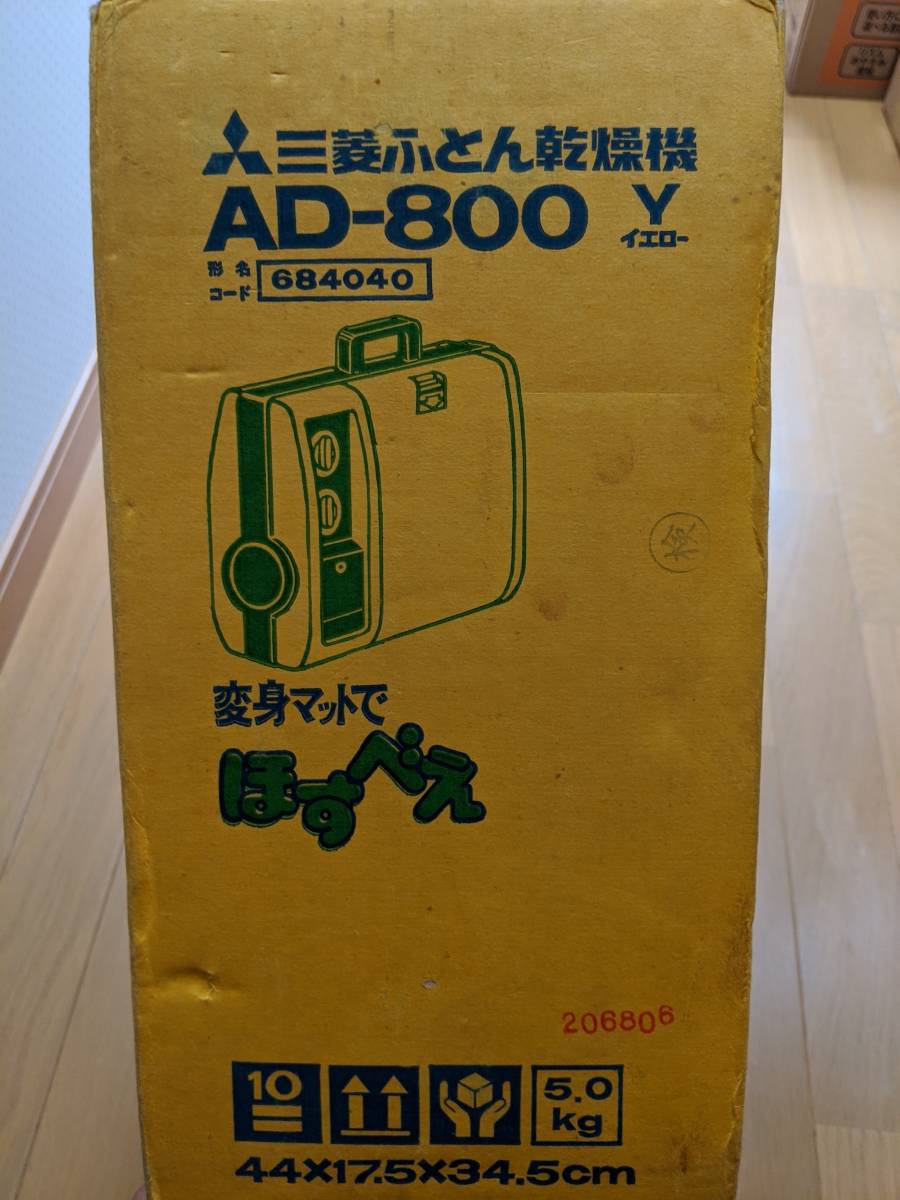 三菱ふとん乾燥機
AD-800 Y
イエロー
形名
コード 684040
変身マットで
ほすべえ
検
206806
10
5.0
kg
44×17.5×34.5cm